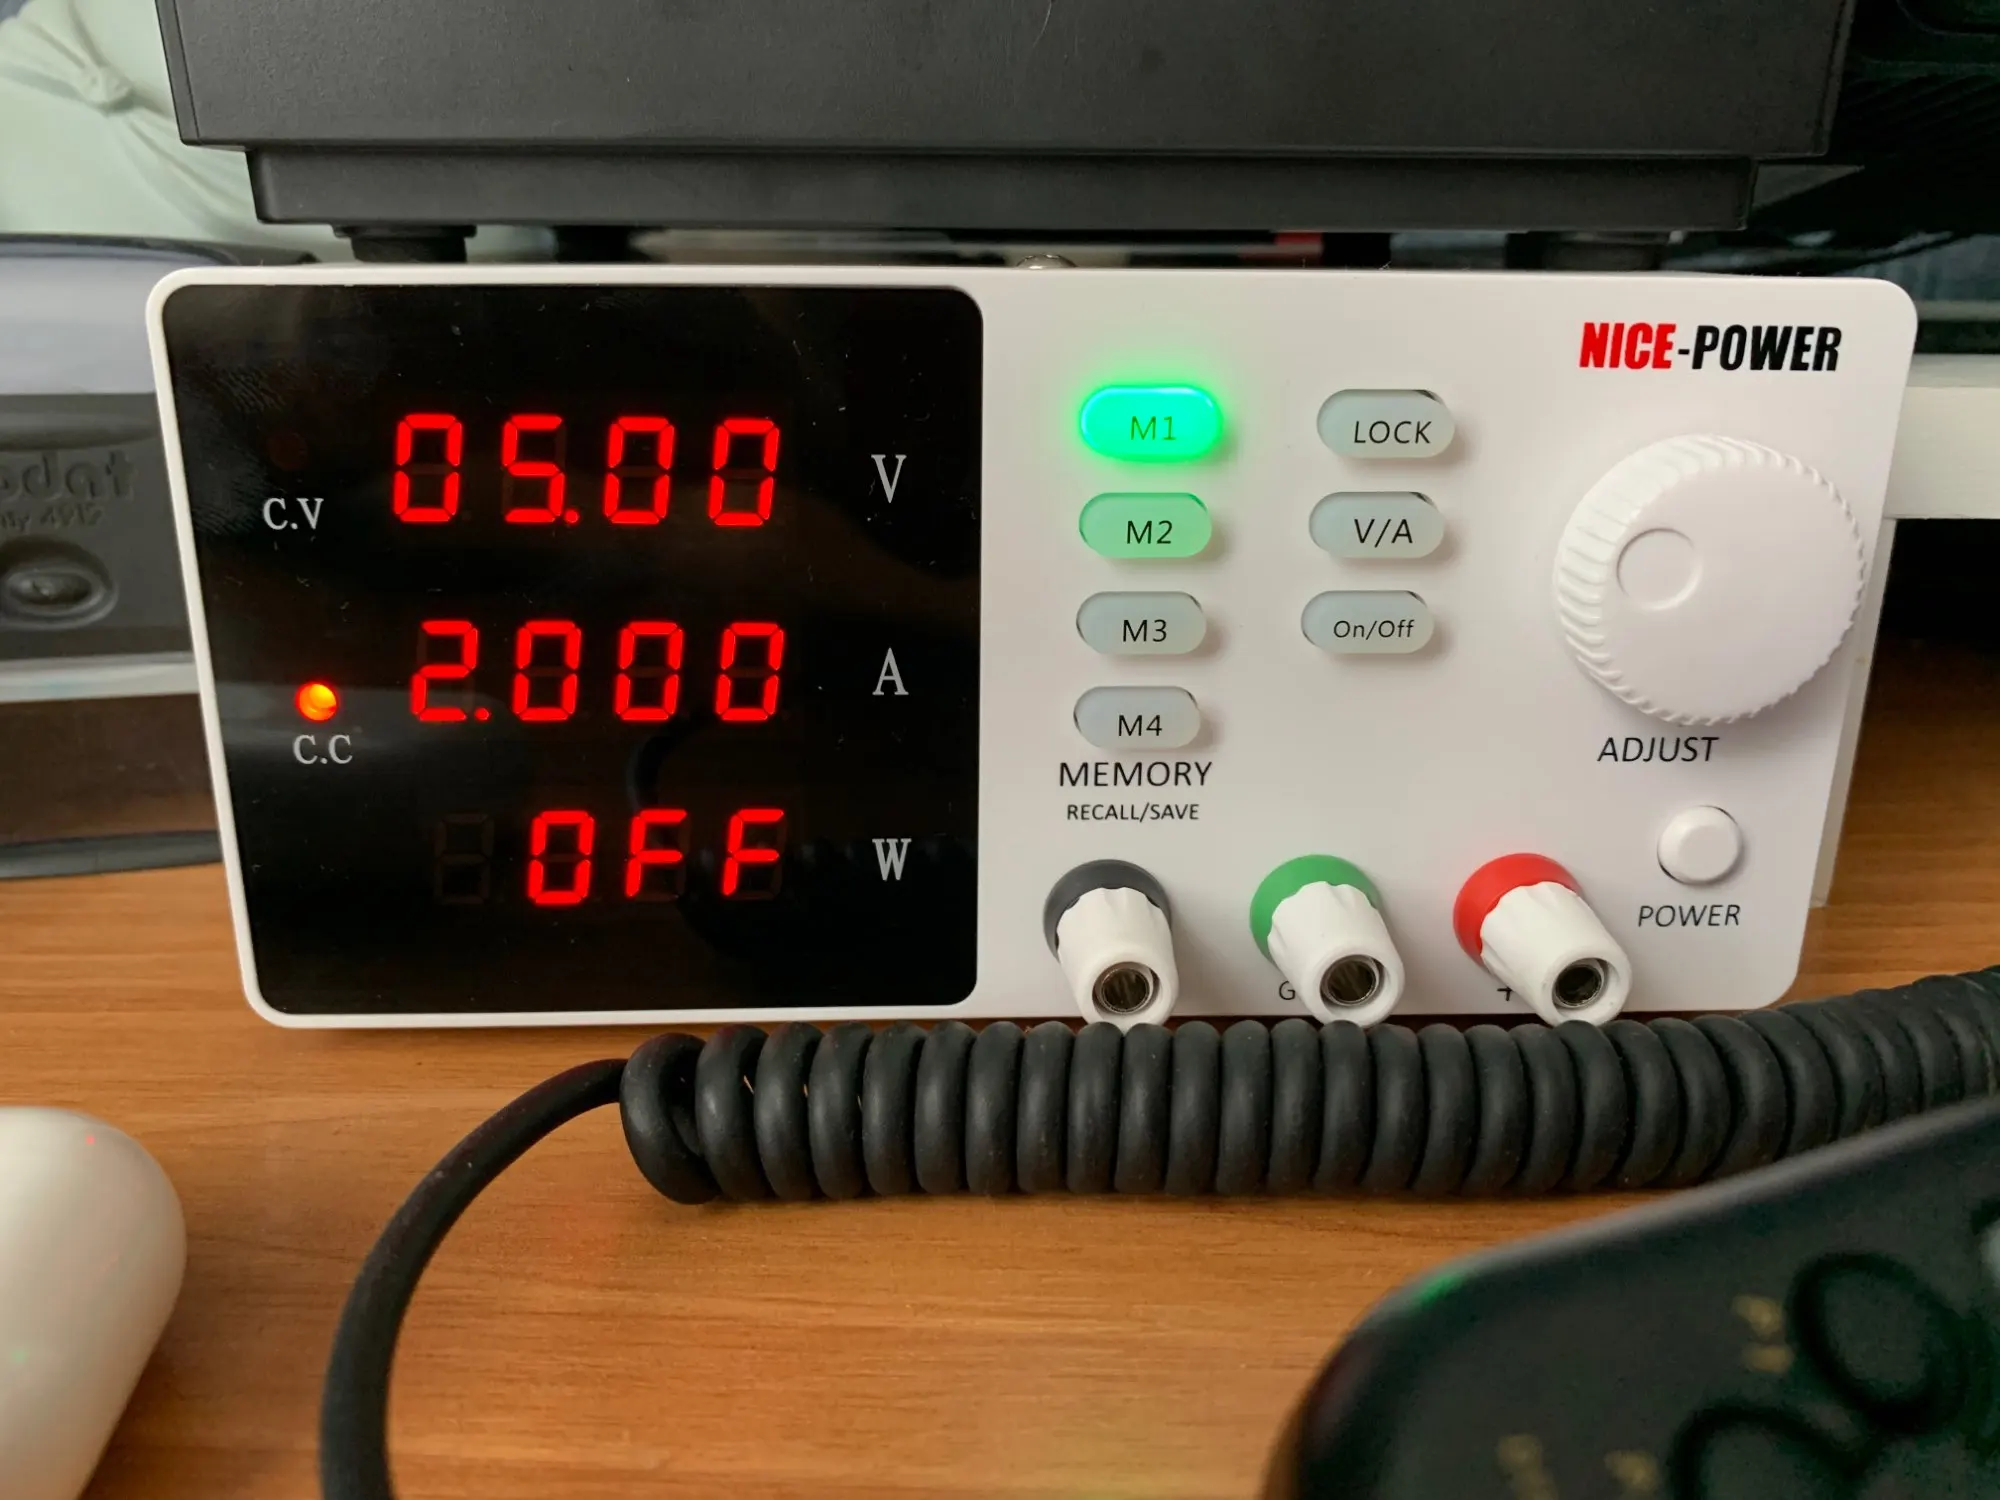 NICE-POWER
05.00 V
C.V
2.000 A
C.C
OFF W
M1
LOCK
M2
V/A
M3
On/Off
M4
MEMORY
RECALL/SAVE
ADJUST
POWER
G
+